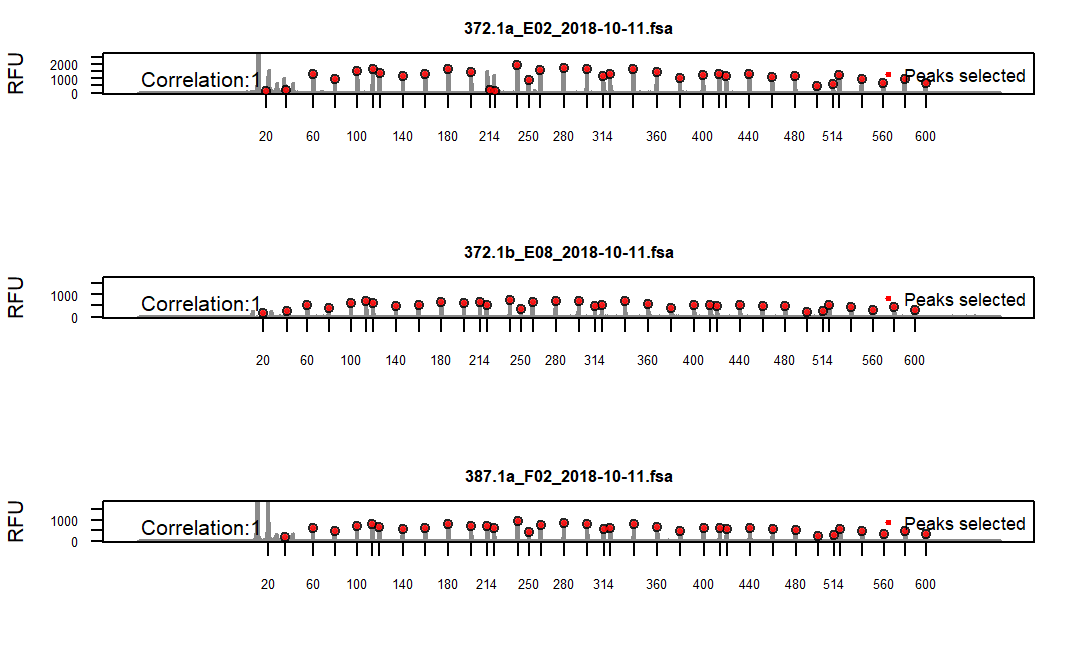 372.1a_E02_2018-10-11.fsa
RFU
2000
1000
0
Correlation:1
Peaks selected
20 60 100 140 180 214 250 280 314 360 400 440 480 514 560 600
372.1b_E08_2018-10-11.fsa
RFU
1000
0
Correlation:1
Peaks selected
20 60 100 140 180 214 250 280 314 360 400 440 480 514 560 600
387.1a_F02_2018-10-11.fsa
RFU
1000
0
Correlation:1
Peaks selected
20 60 100 140 180 214 250 280 314 360 400 440 480 514 560 600